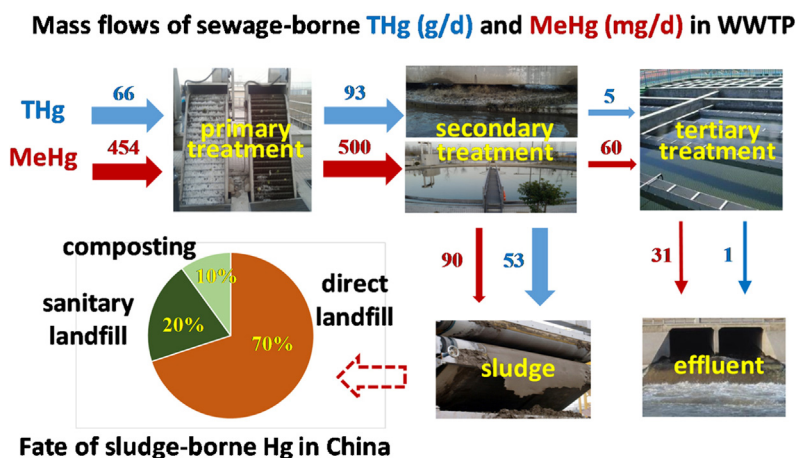 Mass flows of sewage-borne THg (g/d) and MeHg (mg/d) in WWTP
THg
66
93
5
MeHg
454
500
60
primary
treatment
secondary
treatment
tertiary
treatment
90
53
31
1
composting
10%
sanitary
landfill
20%
direct
landfill
70%
sludge
effluent
Fate of sludge-borne Hg in China